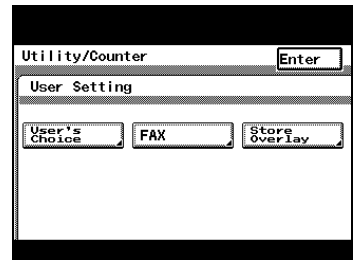 Utility/Counter
Enter
User Setting
User's
Choice
FAX
Store
Overlay